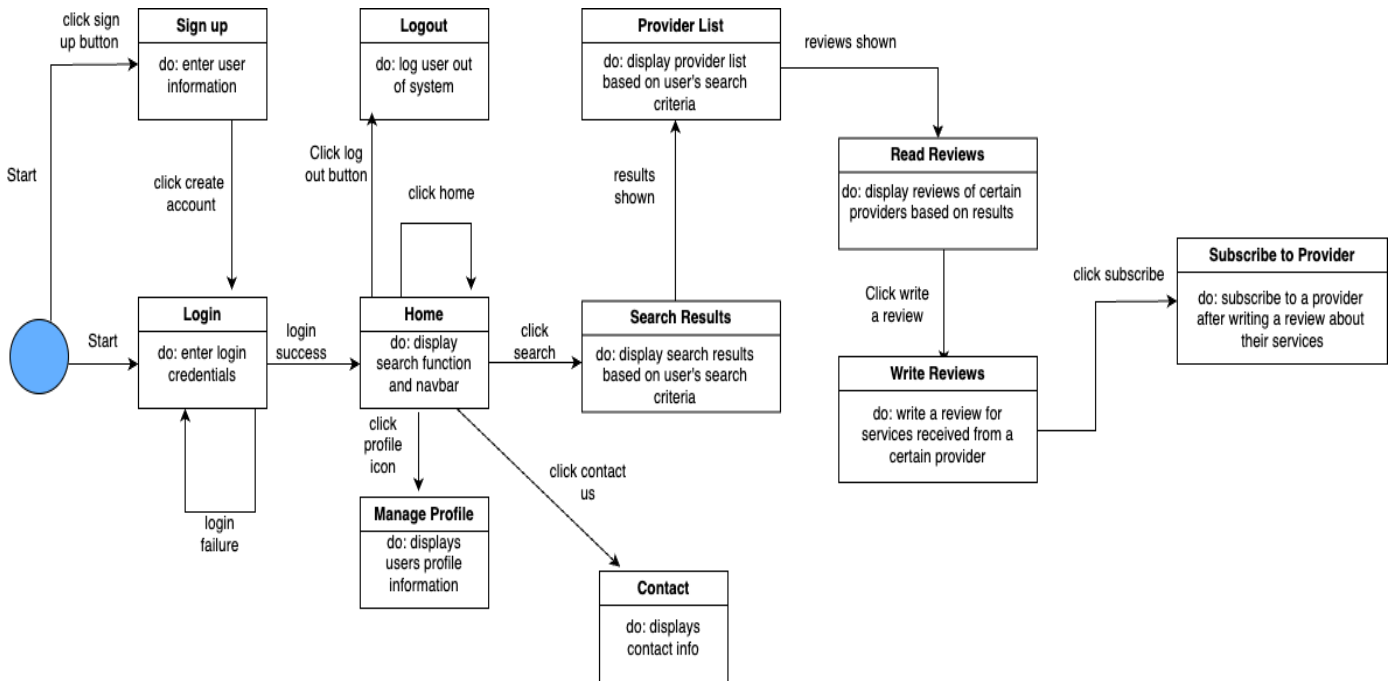 click sign
up button
Sign up
do: enter user
information
Logout
do: log user out
of system
Provider List
do: display provider list
based on user's search
criteria
reviews shown
Start
click create
account
Click log
out button
click home
results
shown
Read Reviews
do: display reviews of certain
providers based on results
Start
Login
do: enter login
credentials
login
success
Home
do: display
search function
and navbar
click
search
Search Results
do: display search results
based on user's search
criteria
Click write
a review
click subscribe
Subscribe to Provider
do: subscribe to a provider
after writing a review about
their services
Write Reviews
do: write a review for
services received from a
certain provider
login
failure
click
profile
icon
click contact
us
Manage Profile
do: displays
users profile
information
Contact
do: displays
contact info